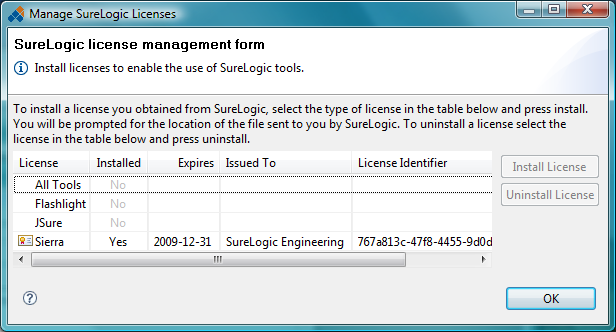 Manage SureLogic Licenses
SureLogic license management form
Install licenses to enable the use of SureLogic tools.
To install a license you obtained from SureLogic, select the type of license in the table below and press install.
You will be prompted for the location of the file sent to you by SureLogic. To uninstall a license select the
license in the table below and press uninstall.
License Installed Expires Issued To License Identifier
All Tools No
Flashlight No
JSure No
Sierra Yes 2009-12-31 SureLogic Engineering 767a813c-47f8-4455-9d0d
Install License
Uninstall License
?
OK